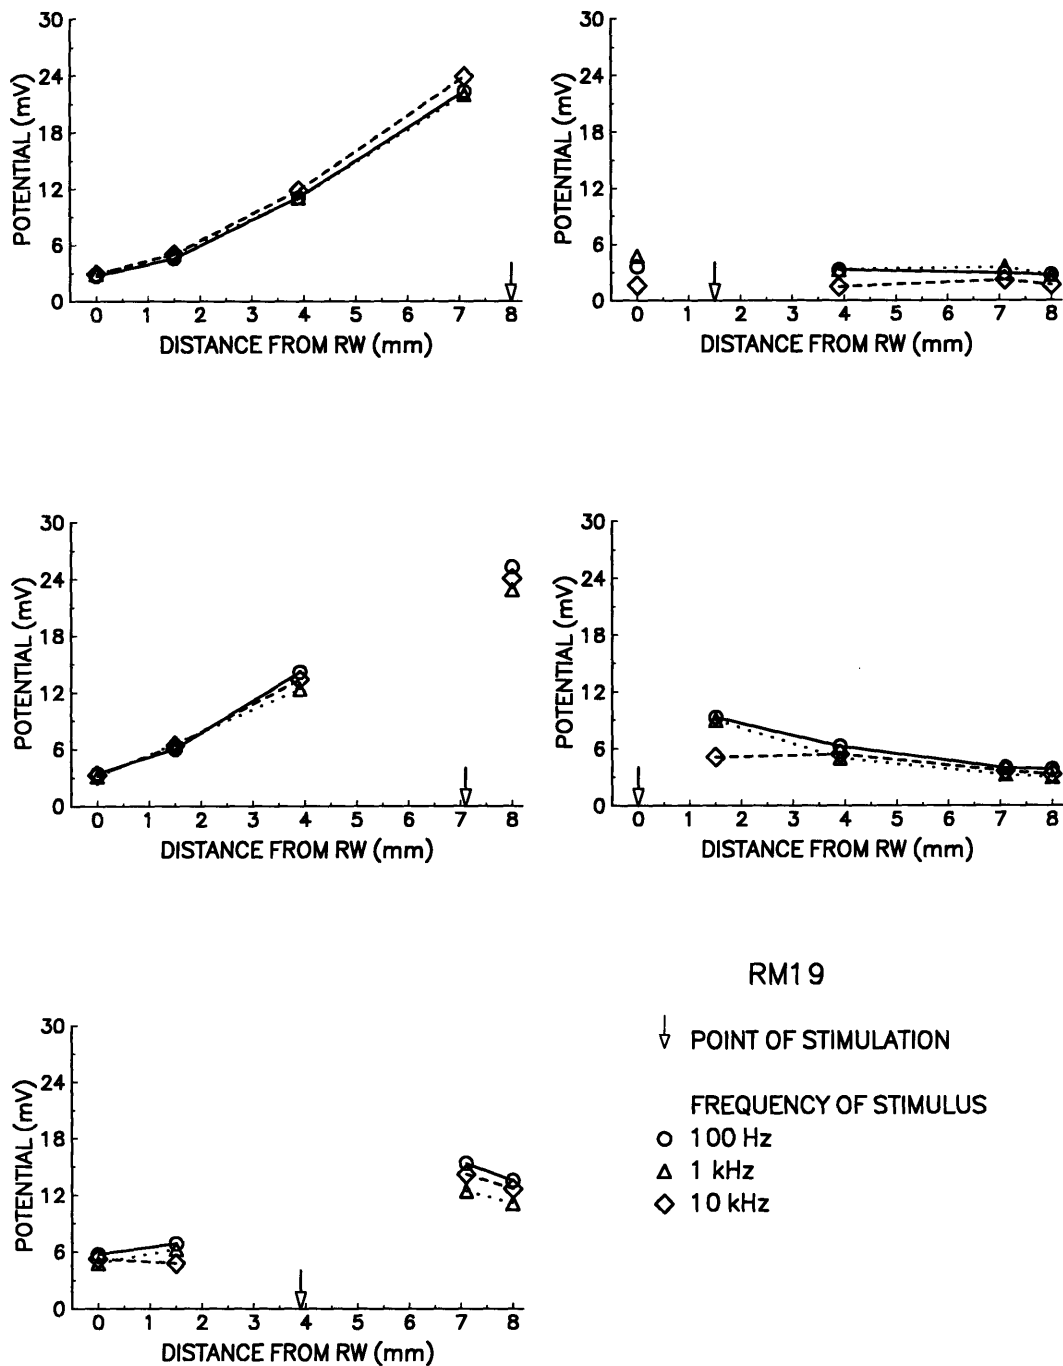 30
24
18
12
6
0
POTENTIAL (mV)
0 1 2 3 4 5 6 7 8
DISTANCE FROM RW (mm)
30
24
18
12
6
0
POTENTIAL (mV)
0 1 2 3 4 5 6 7 8
DISTANCE FROM RW (mm)
30
24
18
12
6
0
POTENTIAL (mV)
0 1 2 3 4 5 6 7 8
DISTANCE FROM RW (mm)
30
24
18
12
6
0
POTENTIAL (mV)
0 1 2 3 4 5 6 7 8
DISTANCE FROM RW (mm)
30
24
18
12
6
0
POTENTIAL (mV)
0 1 2 3 4 5 6 7 8
DISTANCE FROM RW (mm)
RM19
POINT OF STIMULATION
FREQUENCY OF STIMULUS
100 Hz
1 kHz
10 kHz